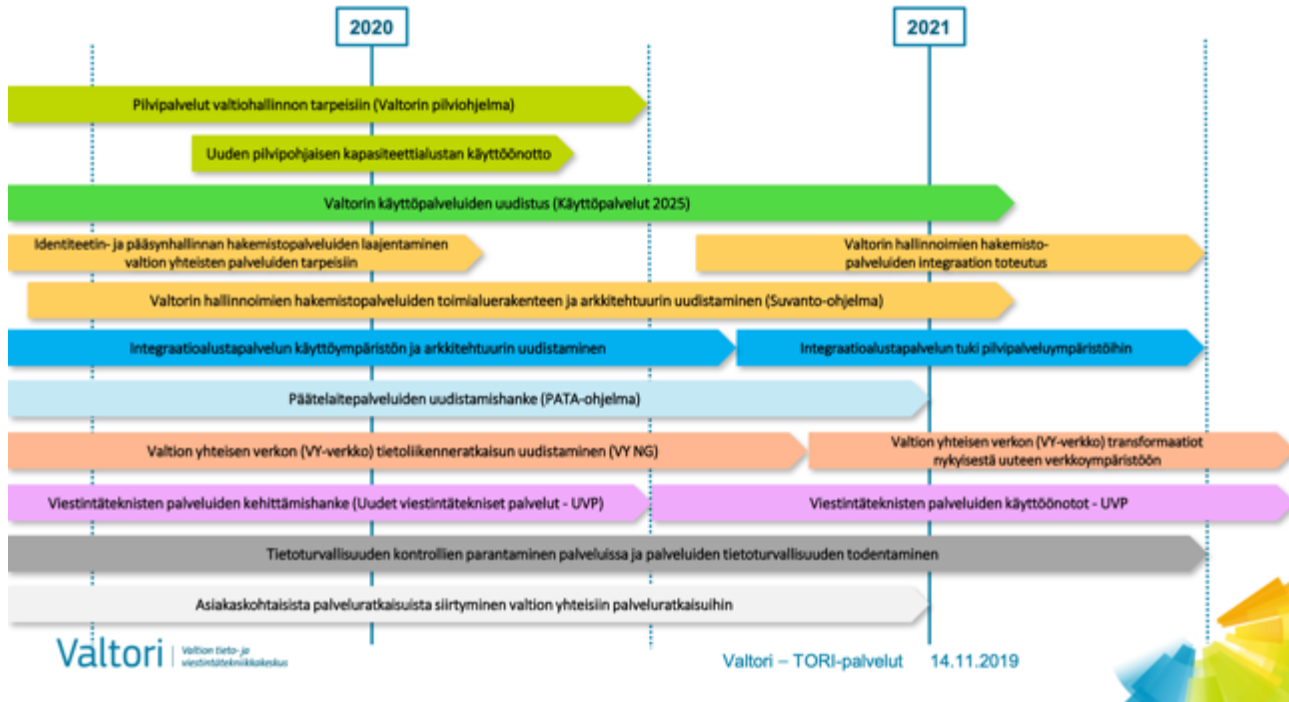 2020
2021
Pilvipalvelut valtiohallinnon tarpeisiin (Valtorin pilviohjelma)
Uuden pilvipohjaisen kapasiteettialustan käyttöönotto
Valtorin käyttöpalveluiden uudistus (Käyttöpalvelut 2025)
Identiteetin- ja pääsynhallinnan hakemistopalveluiden laajentaminen
valtion yhteisten palveluiden tarpeisiin
Valtorin hallinnoimien hakemisto-
palveluiden integraation toteutus
Valtorin hallinnoimien hakemistopalveluiden toimialuerakenteen ja arkkitehtuurin uudistaminen (Suvanto-ohjelma)
Integraatioalustapalvelun käyttöympäristön ja arkkitehtuurin uudistaminen
Integraatioalustapalvelun tuki pilvipalveluympäristöihin
Päätelaitepalveluiden uudistamishanke (PATA-ohjelma)
Valtion yhteisen verkon (VY-verkko) tietoliikenneratkaisun uudistaminen (VY NG)
Valtion yhteisen verkon (VY-verkko) transformaatiot
nykyisestä uuteen verkkoympäristöön
Viestintäteknisten palveluiden kehittämishanke (Uudet viestintätekniset palvelut - UVP)
Viestintäteknisten palveluiden käyttöönotot - UVP
Tietoturvallisuuden kontrollien parantaminen palveluissa ja palveluiden tietoturvallisuuden todentaminen
Asiakaskohtaisista palveluratkaisuista siirtyminen valtion yhteisiin palveluratkaisuihin
Valtori
Valtion tieto- ja
viestintätekniikkakeskus
Valtori – TORI-palvelut 14.11.2019